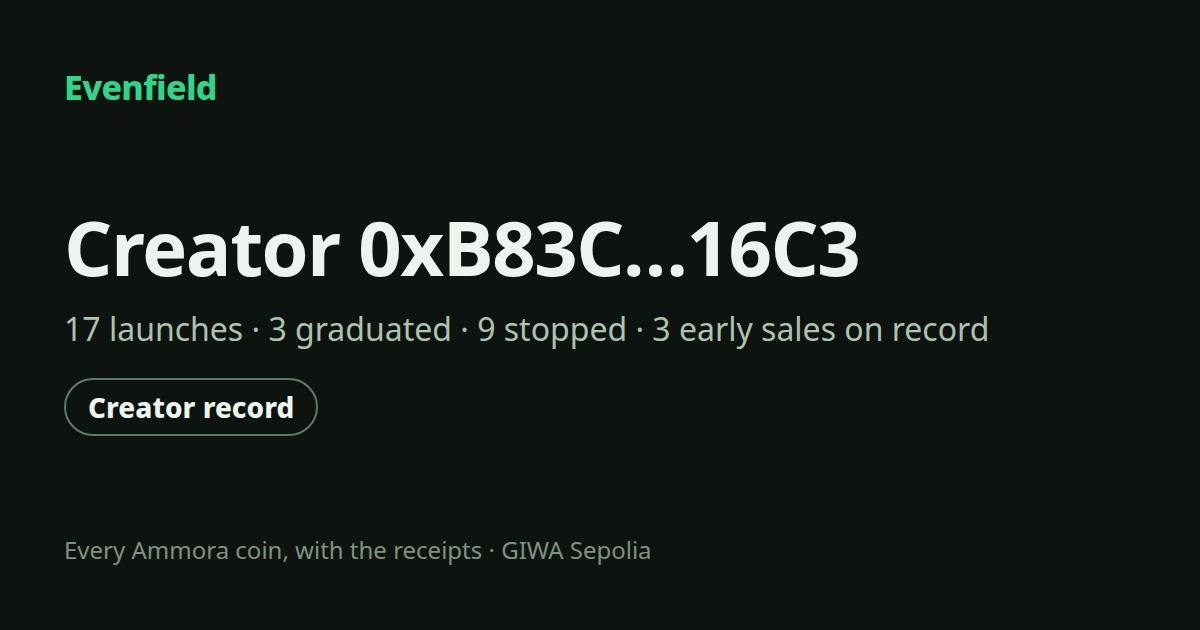 Evenfield
Creator 0xB83C…16C3
17 launches · 3 graduated · 9 stopped · 3 early sales on record
Creator record
Every Ammora coin, with the receipts · GIWA Sepolia